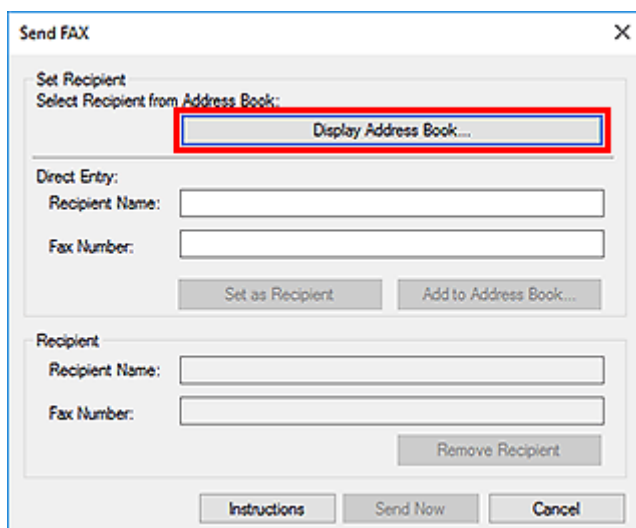 Send FAX
Set Recipient
Select Recipient from Address Book:
Display Address Book...
Direct Entry:
Recipient Name:
Fax Number:
Set as Recipient Add to Address Book...
Recipient
Recipient Name:
Fax Number:
Remove Recipient
Instructions Send Now Cancel